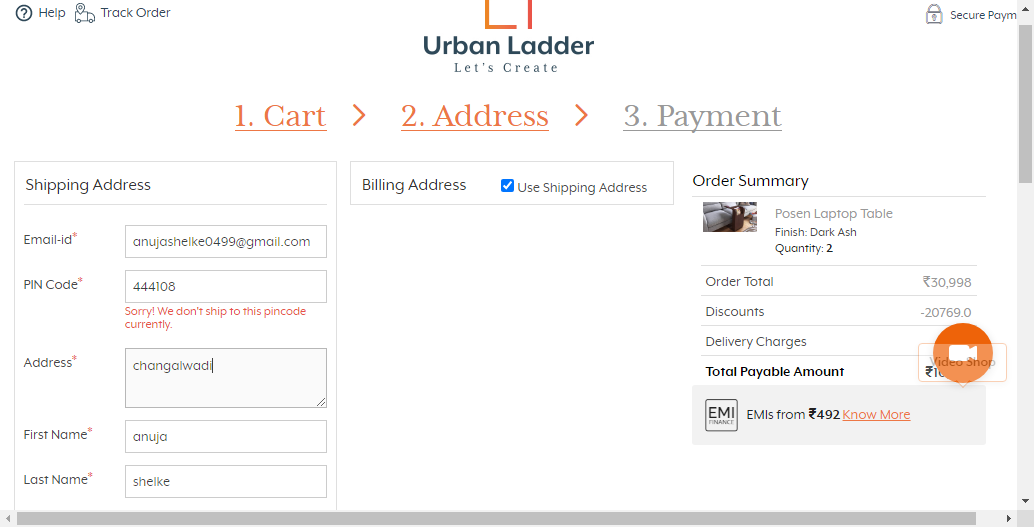 Help Track Order
Secure Paym
Urban Ladder
Let's Create
1. Cart > 2. Address > 3. Payment
Shipping Address
Email-id* anujashelke0499@gmail.com
PIN Code* 444108
Sorry! We don't ship to this pincode
currently.
Address* changalwadi
First Name* anuja
Last Name* shelke
Billing Address Use Shipping Address
Order Summary
Posen Laptop Table
Finish: Dark Ash
Quantity: 2
Order Total ₹30,998
Discounts -20769.0
Delivery Charges
Video Shop
Total Payable Amount
EMI
FINANCE
EMIs from ₹492 Know More